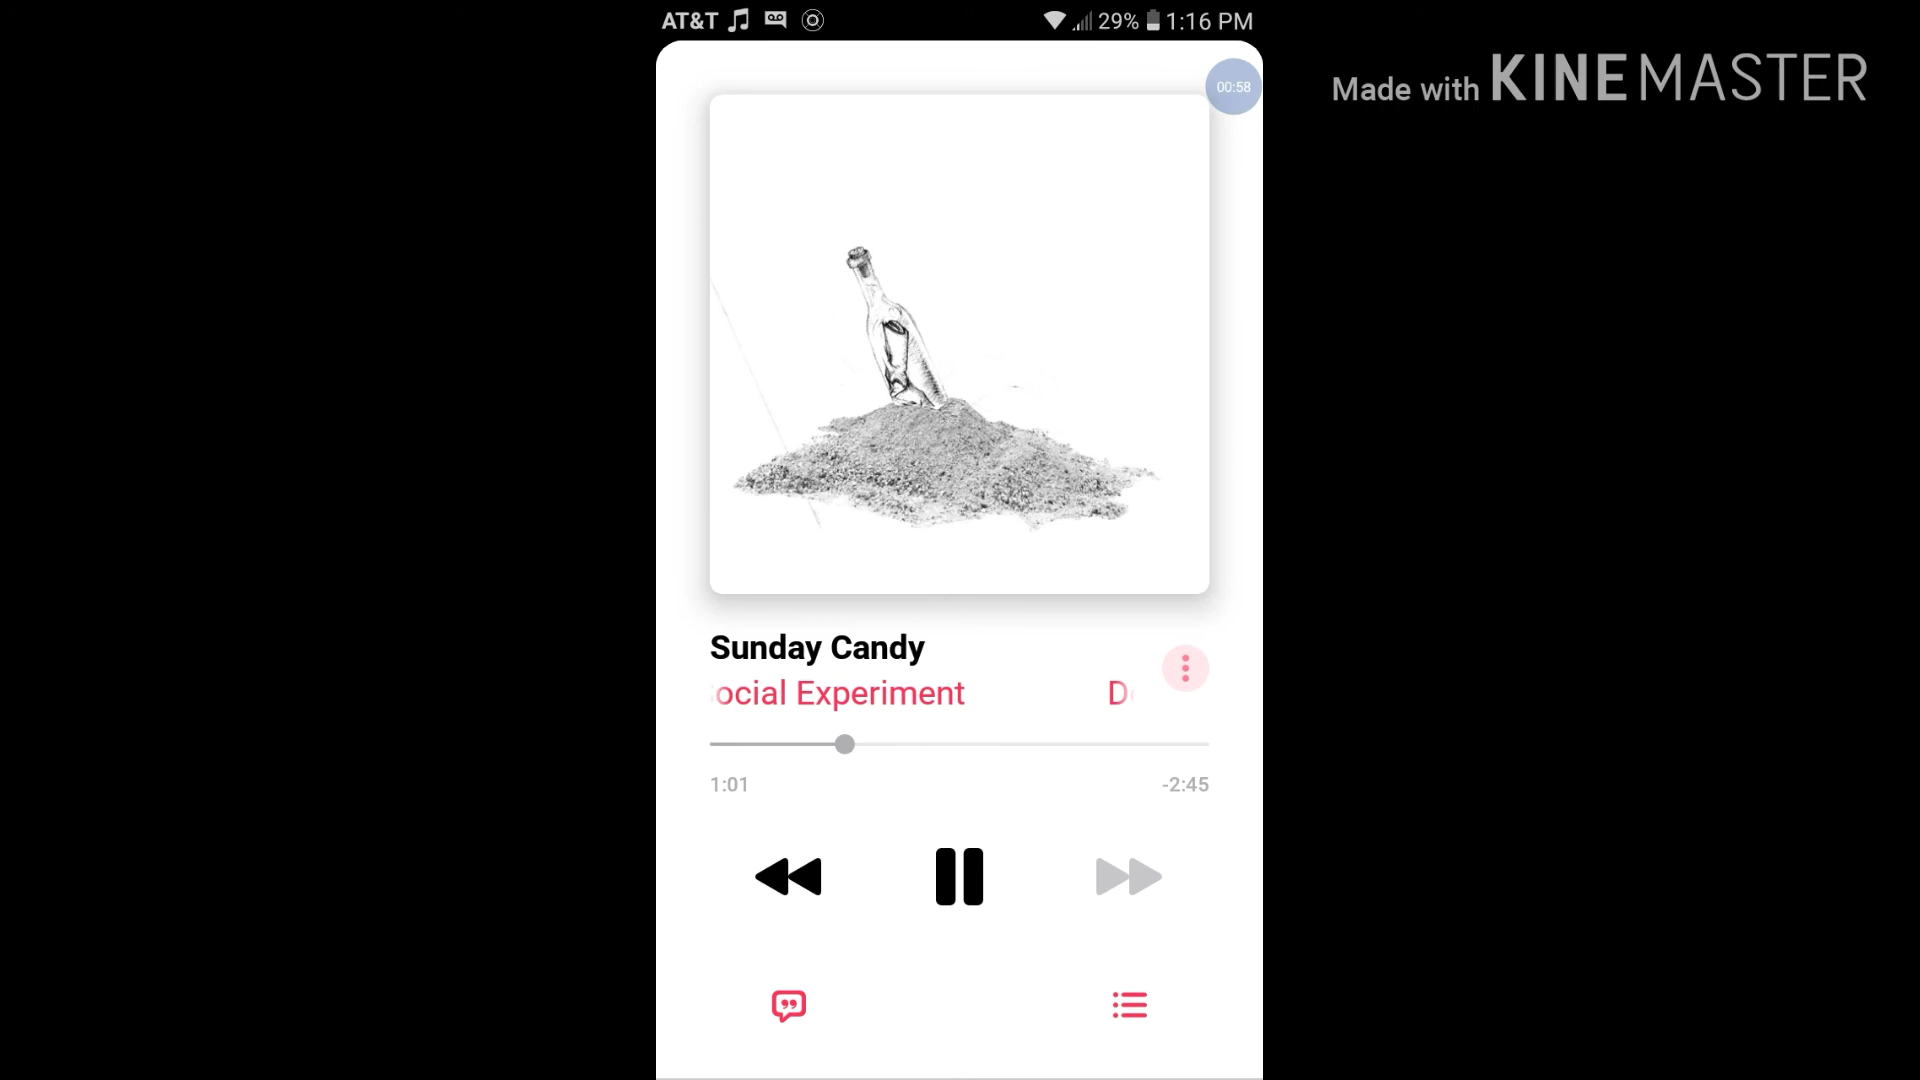 AT&T 29% 1:16 PM
Made with KINEMASTER
00:58
Sunday Candy
ocial Experiment D
1:01 -2:45